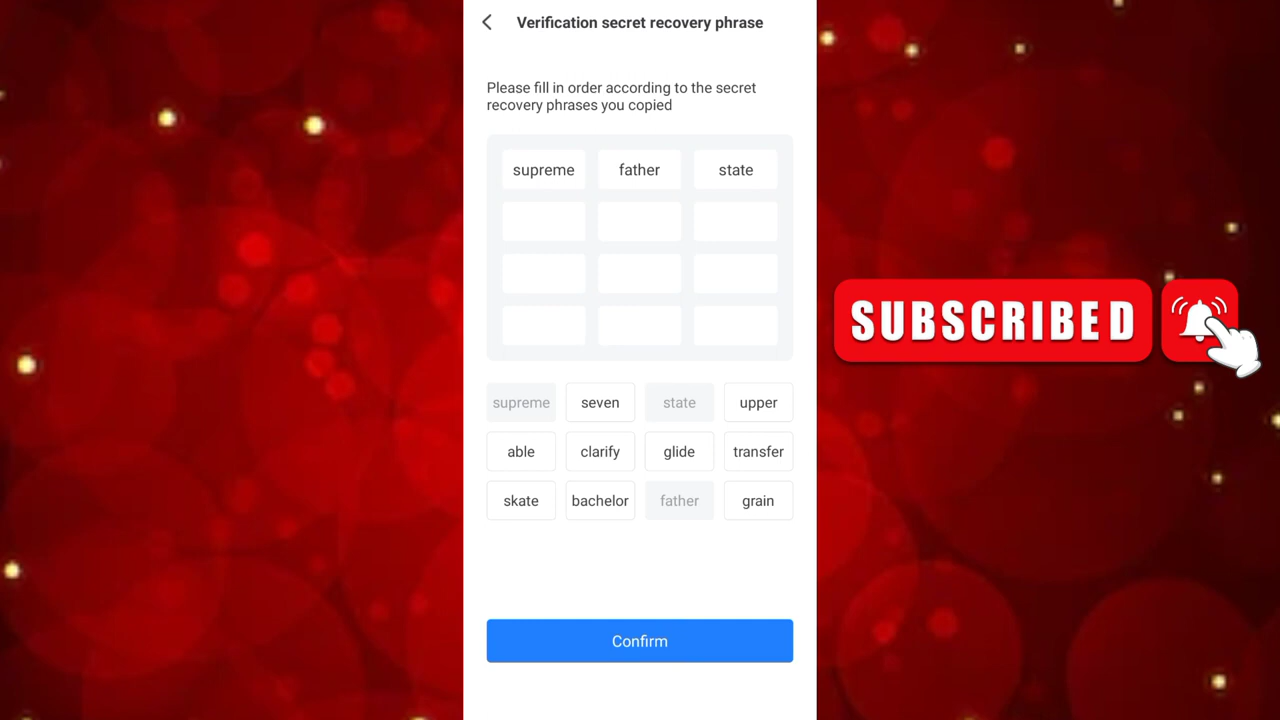 Verification secret recovery phrase
Please fill in order according to the secret
recovery phrases you copied
supreme father state
supreme seven state upper
able clarify glide transfer
skate bachelor father grain
Confirm
SUBSCRIBED